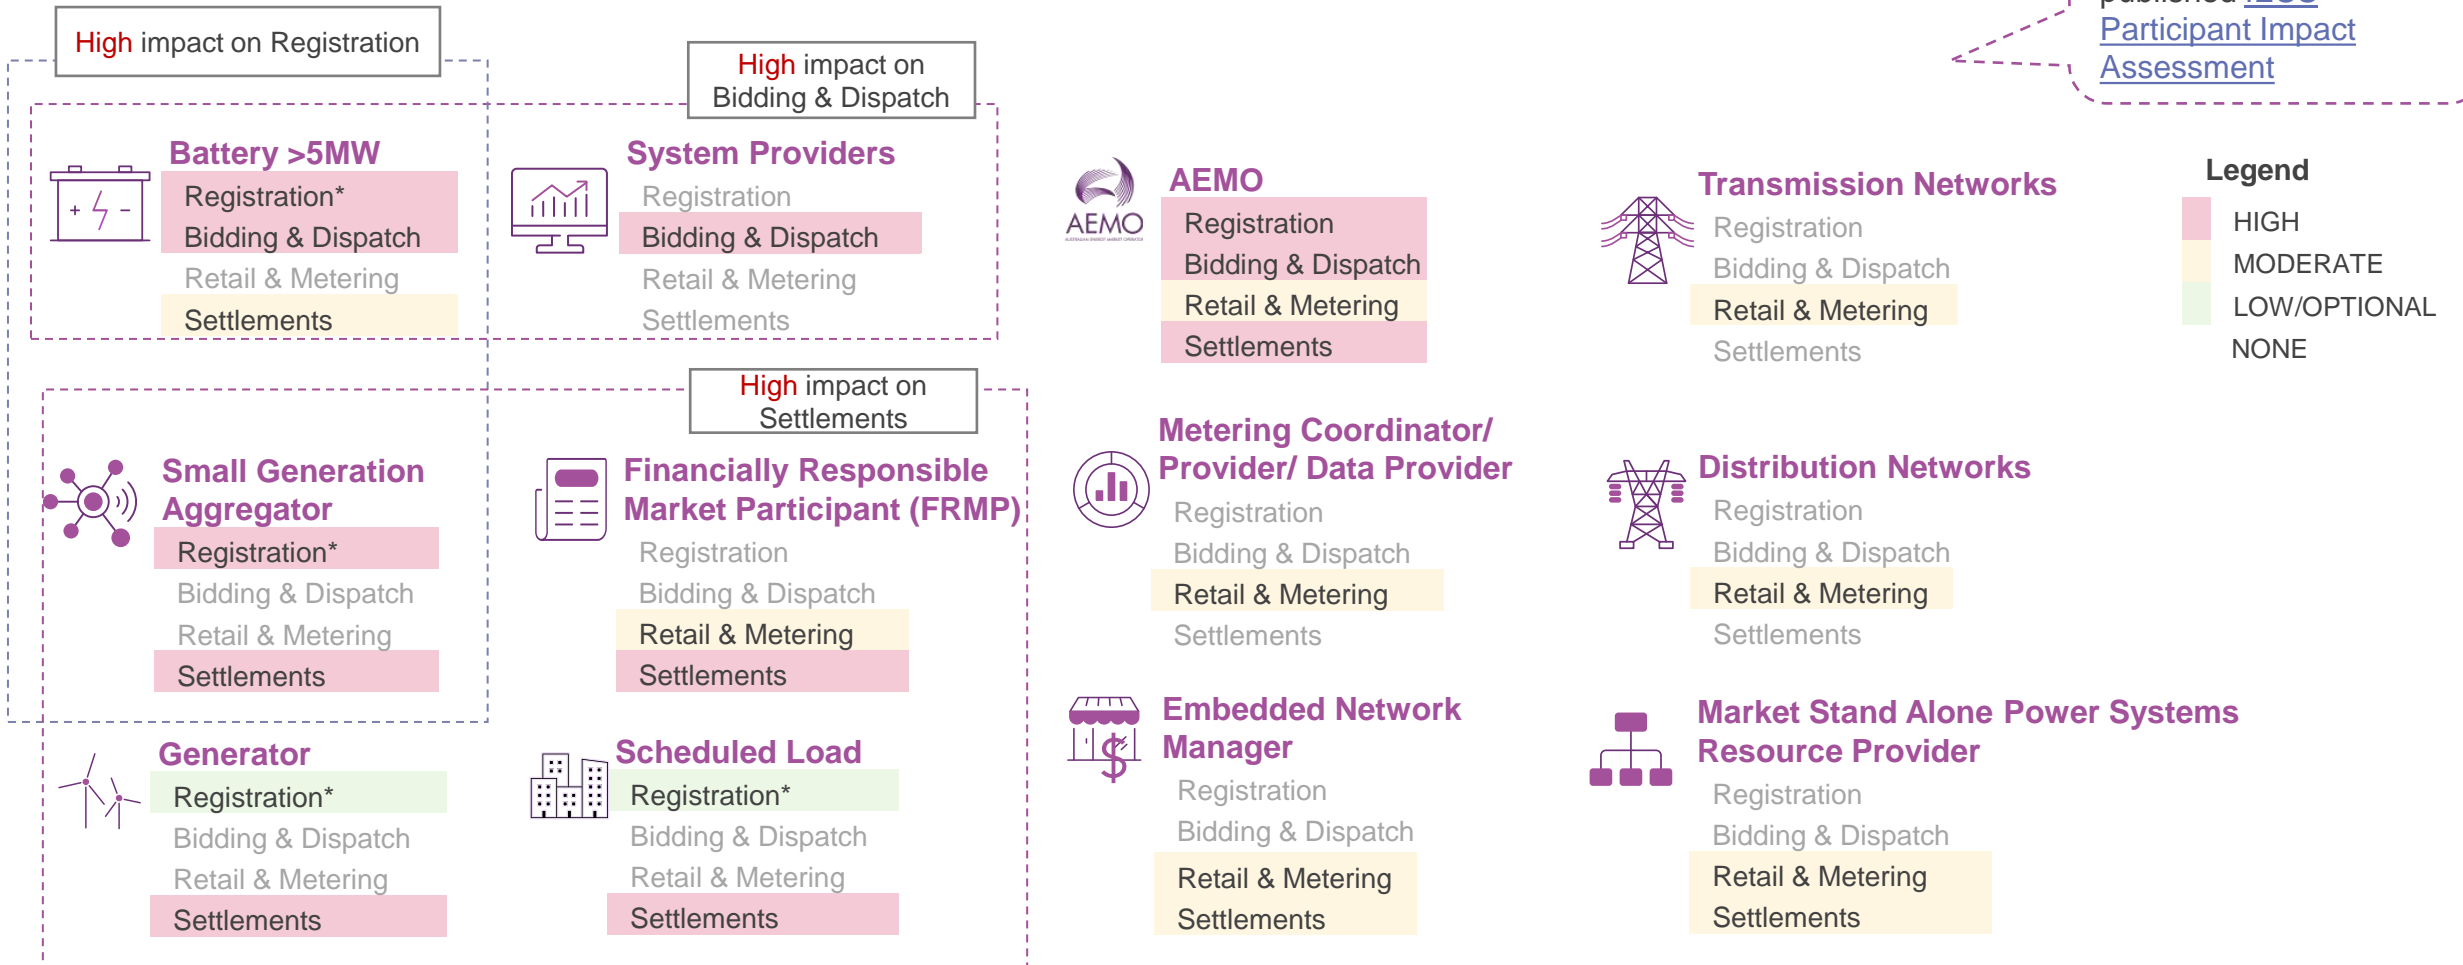 published
Participant Impact
Assessment
High impact on Registration
High impact on
Bidding & Dispatch
Battery >5MW
Registration*
Bidding & Dispatch
Retail & Metering
Settlements
System Providers
Registration
Bidding & Dispatch
Retail & Metering
Settlements
AEMO
AEMO
Registration
Bidding & Dispatch
Retail & Metering
Settlements
Transmission Networks
Registration
Bidding & Dispatch
Retail & Metering
Settlements
Legend
HIGH
MODERATE
LOW/OPTIONAL
NONE
High impact on
Settlements
Small Generation
Aggregator
Registration*
Bidding & Dispatch
Retail & Metering
Settlements
Financially Responsible
Market Participant (FRMP)
Registration
Bidding & Dispatch
Retail & Metering
Settlements
Metering Coordinator/
Provider/ Data Provider
Registration
Bidding & Dispatch
Retail & Metering
Settlements
Distribution Networks
Registration
Bidding & Dispatch
Retail & Metering
Settlements
Generator
Registration*
Bidding & Dispatch
Retail & Metering
Settlements
Scheduled Load
Registration*
Bidding & Dispatch
Retail & Metering
Settlements
Embedded Network
Manager
Registration
Bidding & Dispatch
Retail & Metering
Settlements
Market Stand Alone Power Systems
Resource Provider
Registration
Bidding & Dispatch
Retail & Metering
Settlements